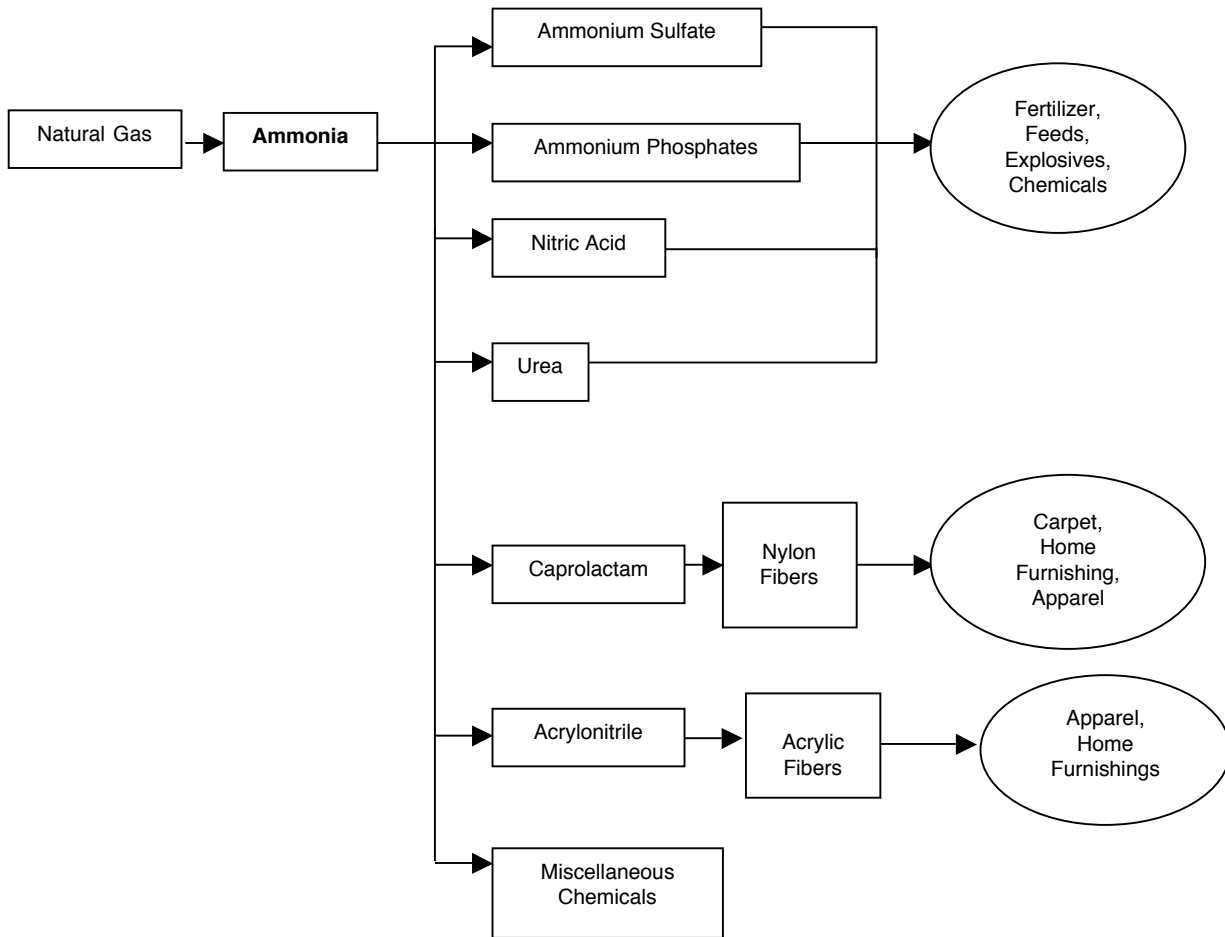 Ammonium Sulfate
Natural Gas
Ammonia
Ammonium Phosphates
Fertilizer,
Feeds,
Explosives,
Chemicals
Nitric Acid
Urea
Caprolactam
Nylon
Fibers
Carpet,
Home
Furnishing,
Apparel
Acrylonitrile
Acrylic
Fibers
Apparel,
Home
Furnishings
Miscellaneous
Chemicals